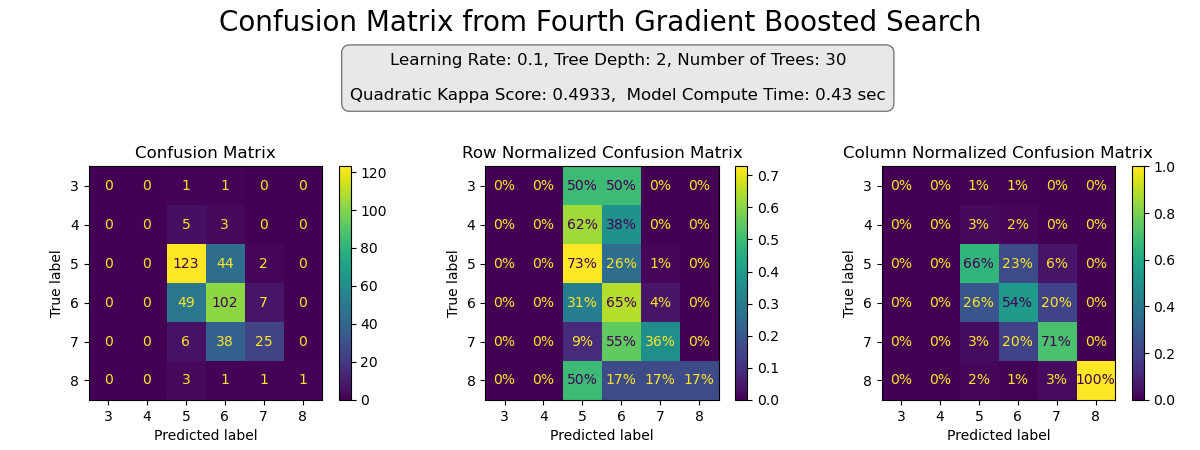 Confusion Matrix from Fourth Gradient Boosted Search
Learning Rate: 0.1, Tree Depth: 2, Number of Trees: 30
Quadratic Kappa Score: 0.4933,  Model Compute Time: 0.43 sec
Confusion Matrix
True label
3 0 0 1 1 0 0
4 0 0 5 3 0 0
5 0 0 123 44 2 0
6 0 0 49 102 7 0
7 0 0 6 38 25 0
8 0 0 3 1 1 1
3 4 5 6 7 8
Predicted label
120
100
80
60
40
20
0
Row Normalized Confusion Matrix
True label
3 0% 0% 50% 50% 0% 0%
4 0% 0% 62% 38% 0% 0%
5 0% 0% 73% 26% 1% 0%
6 0% 0% 31% 65% 4% 0%
7 0% 0% 9% 55% 36% 0%
8 0% 0% 50% 17% 17% 17%
3 4 5 6 7 8
Predicted label
0.7
0.6
0.5
0.4
0.3
0.2
0.1
0.0
Column Normalized Confusion Matrix
True label
3 0% 0% 1% 1% 0% 0%
4 0% 0% 3% 2% 0% 0%
5 0% 0% 66% 23% 6% 0%
6 0% 0% 26% 54% 20% 0%
7 0% 0% 3% 20% 71% 0%
8 0% 0% 2% 1% 3% 100%
3 4 5 6 7 8
Predicted label
1.0
0.8
0.6
0.4
0.2
0.0